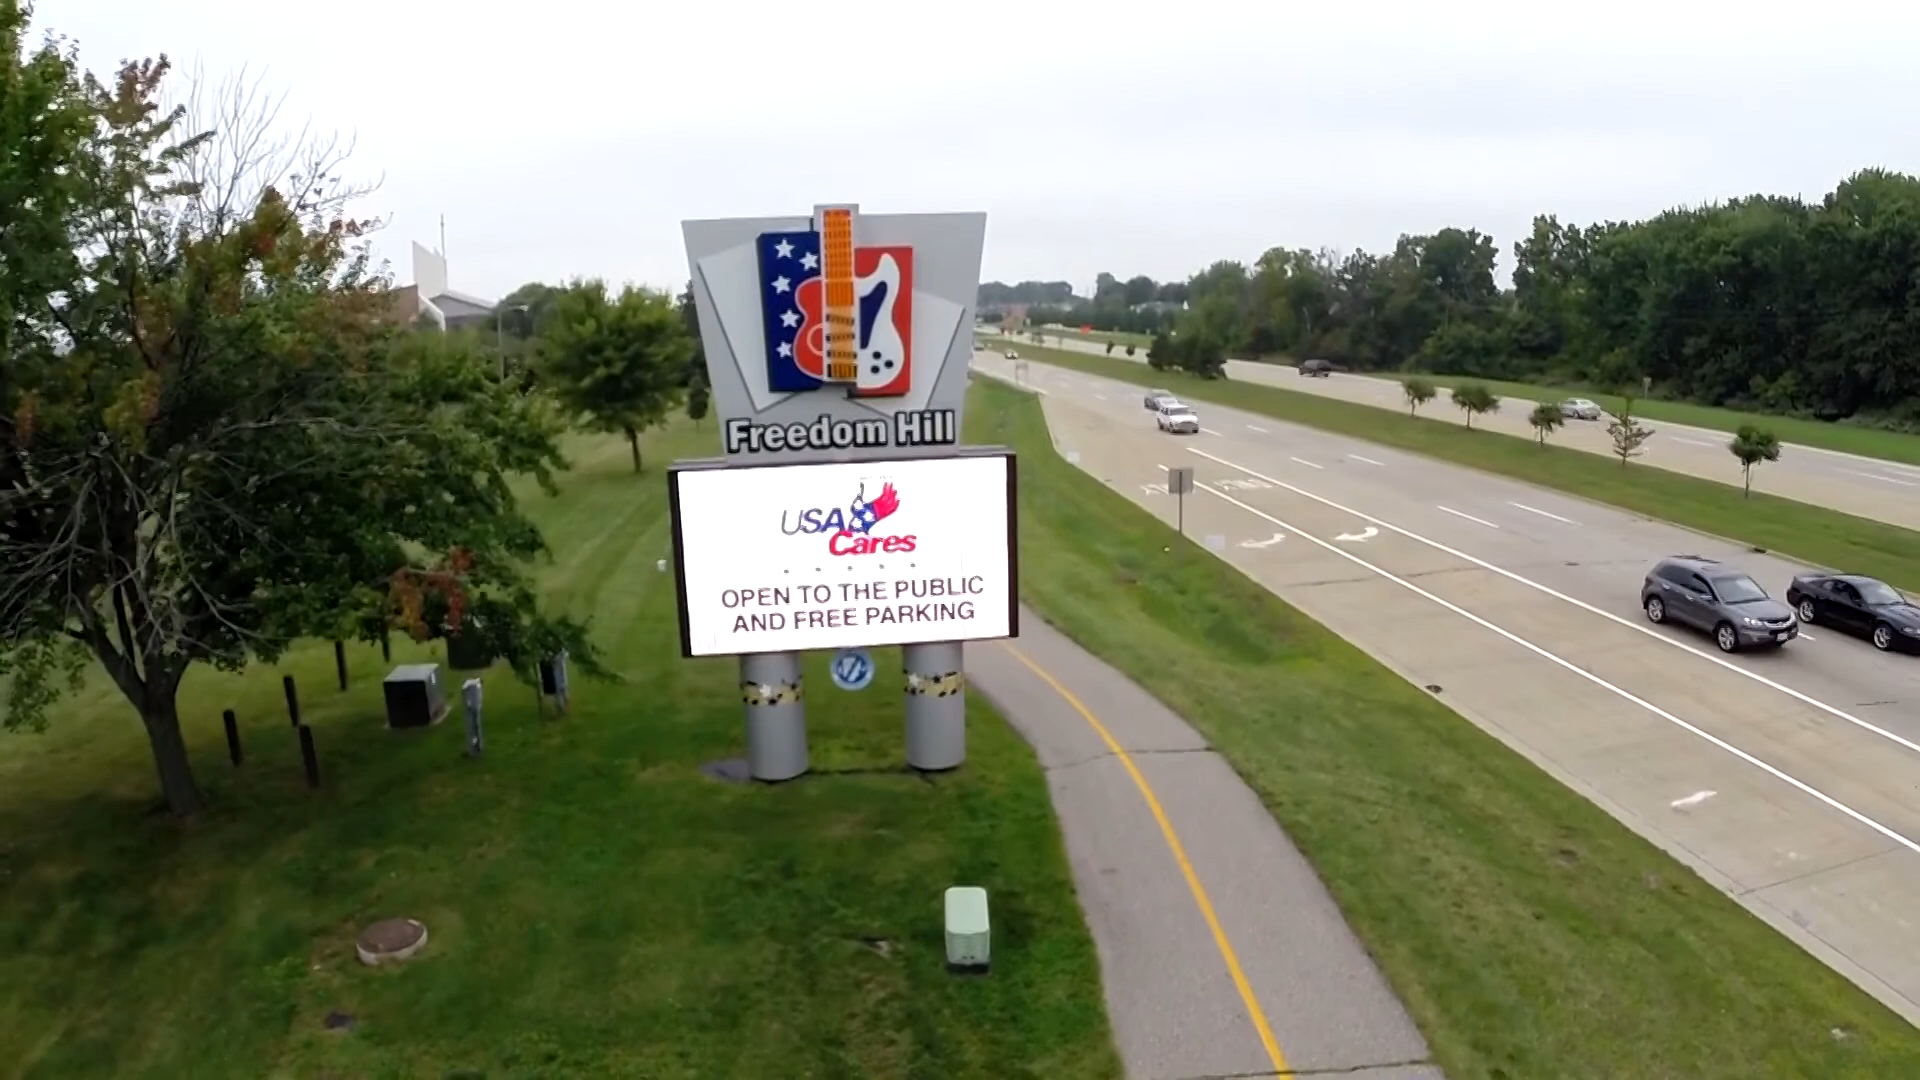 Freedom Hill
USA
Cares
OPEN TO THE PUBLIC
AND FREE PARKING